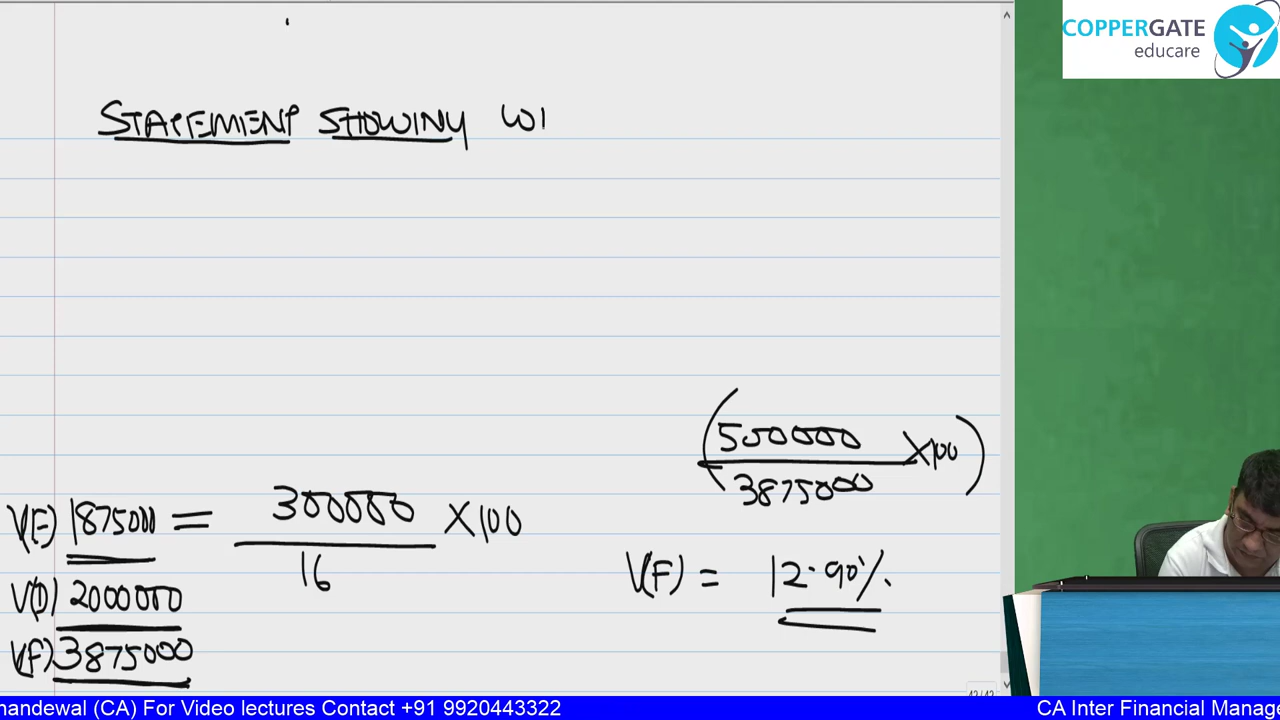 COPPERGATE
educare
STATEMENT SHOWING WI
(500000 / 3875000 X100)
V(E) 1875000 = 300000 / 16 X100
V(F) = 12.90%
V(D) 2000000
V(F) 3875000
handewal (CA) For Video lectures Contact +91 9920443322
CA Inter Financial Manage